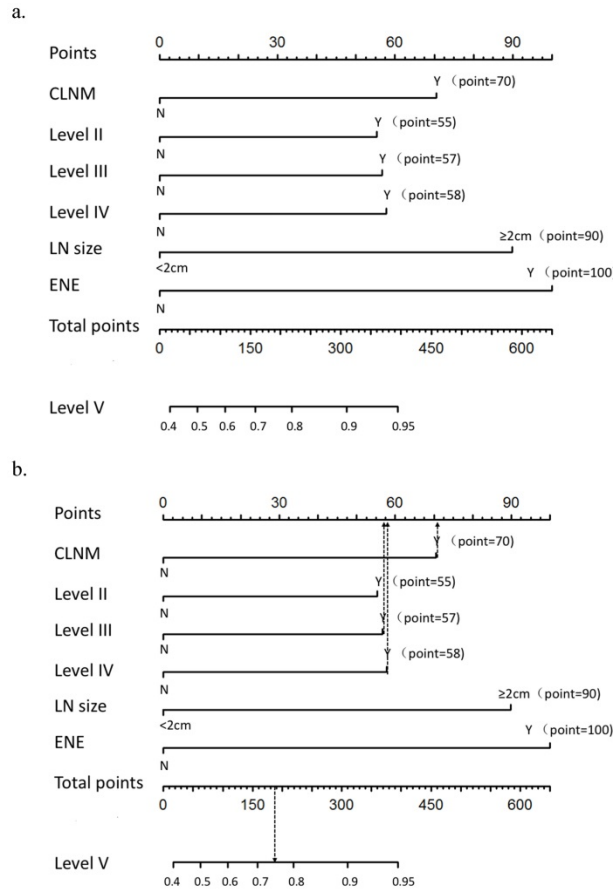 a.
0 30 60 90
Points
Y （point=70)
CLNM
N
Y （point=55)
Level II
N
Y （point=57)
Level III
N
Y （point=58)
Level IV
N
≥2cm（point=90)
LN size
<2cm
Y （point=100
ENE
N
Total points
0 150 300 450 600
Level V
0.4 0.5 0.6 0.7 0.8 0.9 0.95
b.
0 30 60 90
Points
Y （point=70)
CLNM
N
Y （point=55)
Level II
N
Y （point=57)
Level III
N
Y （point=58)
Level IV
N
≥2cm（point=90)
LN size
<2cm
Y （point=100)
ENE
N
Total points
0 150 300 450 600
Level V
0.4 0.5 0.6 0.7 0.8 0.9 0.95